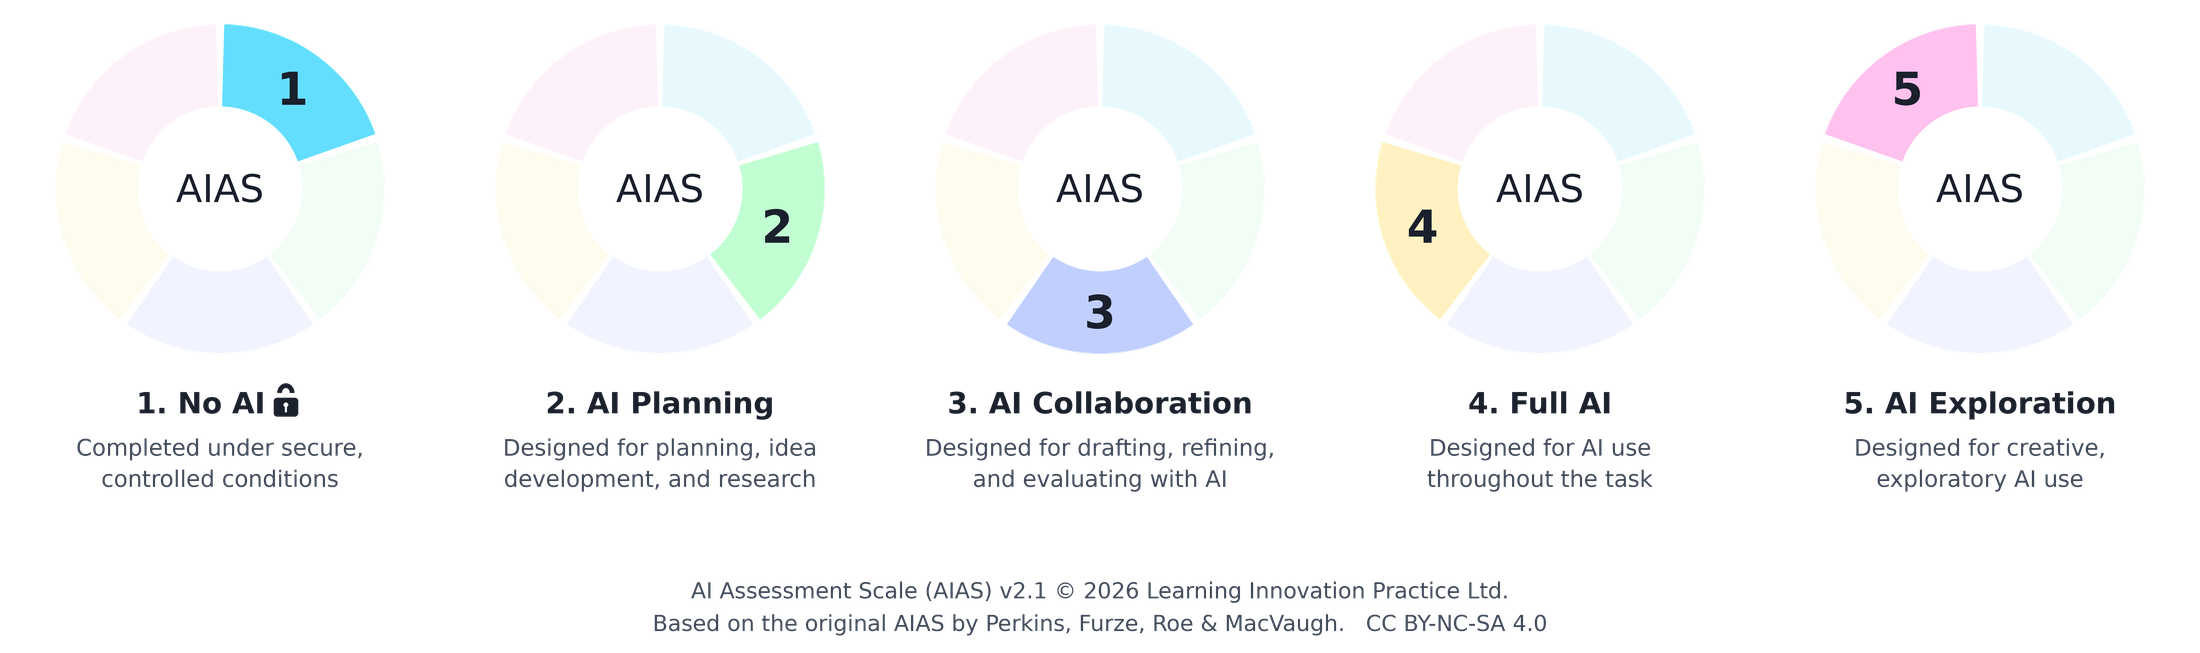 1
AIAS
2
AIAS
3
AIAS
4
AIAS
5
AIAS
1. No AI
Completed under secure,
controlled conditions
2. AI Planning
Designed for planning, idea
development, and research
3. AI Collaboration
Designed for drafting, refining,
and evaluating with AI
4. Full AI
Designed for AI use
throughout the task
5. AI Exploration
Designed for creative,
exploratory AI use
AI Assessment Scale (AIAS) v2.1 © 2026 Learning Innovation Practice Ltd.
Based on the original AIAS by Perkins, Furze, Roe & MacVaugh.   CC BY-NC-SA 4.0